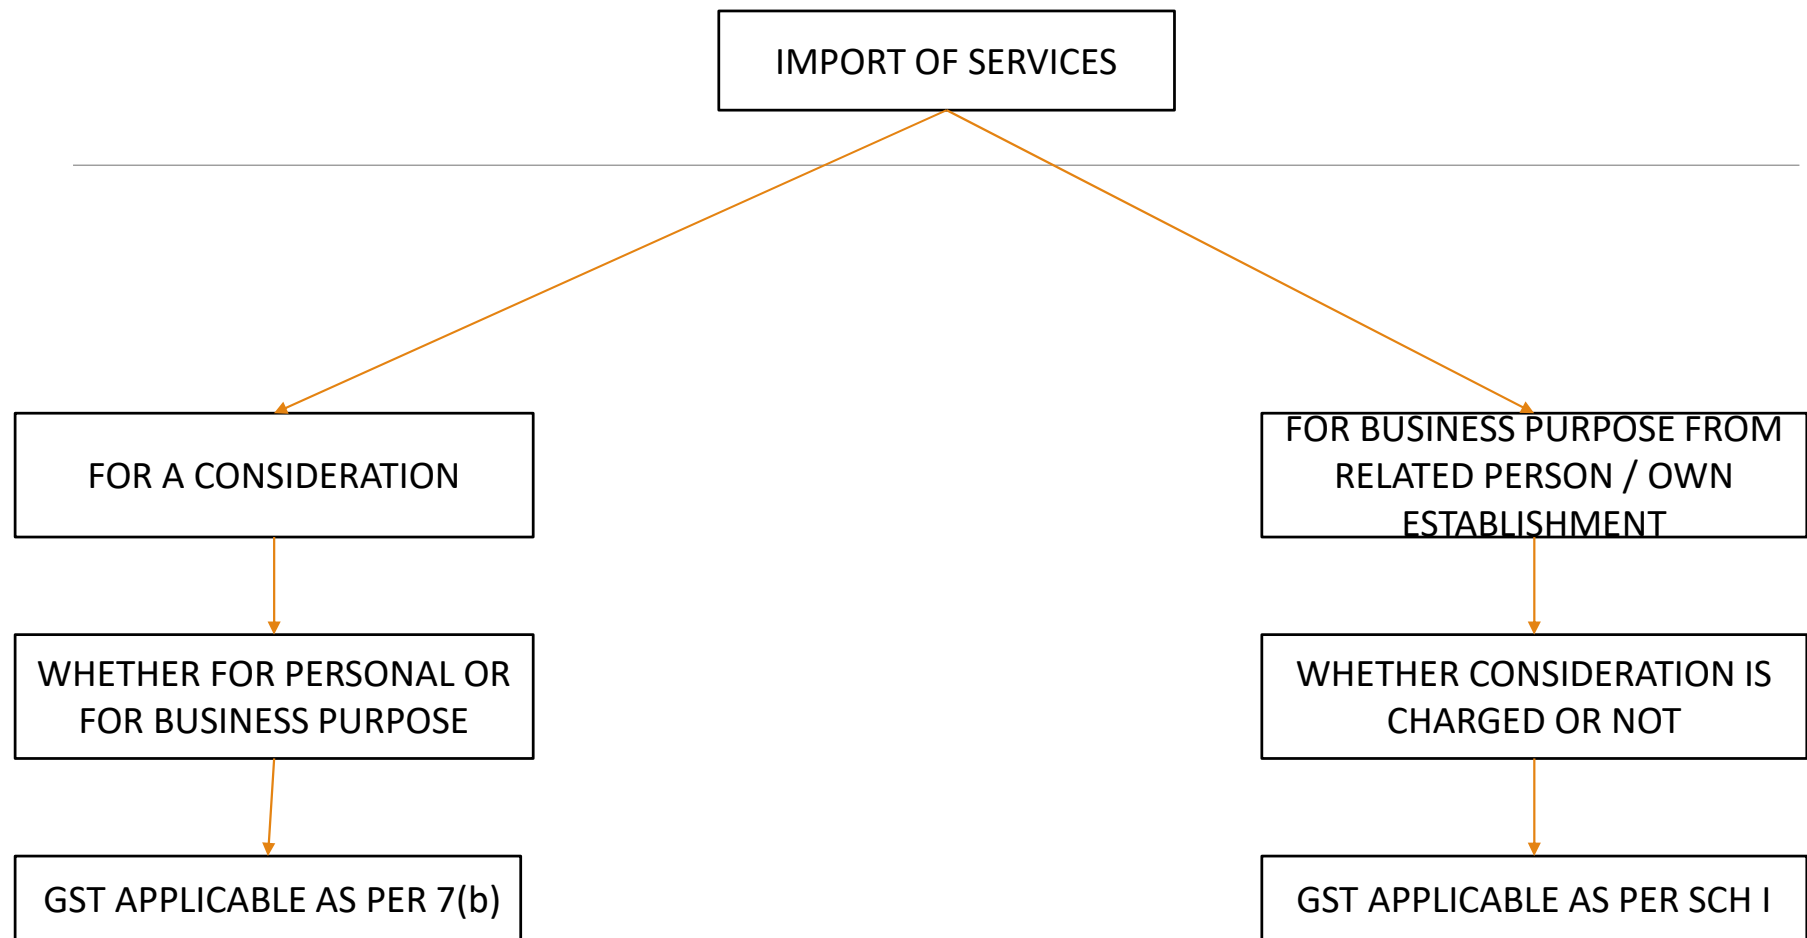 IMPORT OF SERVICES
FOR A CONSIDERATION
WHETHER FOR PERSONAL OR
FOR BUSINESS PURPOSE
GST APPLICABLE AS PER 7(b)
FOR BUSINESS PURPOSE FROM
RELATED PERSON / OWN
ESTABLISHMENT
WHETHER CONSIDERATION IS
CHARGED OR NOT
GST APPLICABLE AS PER SCH I